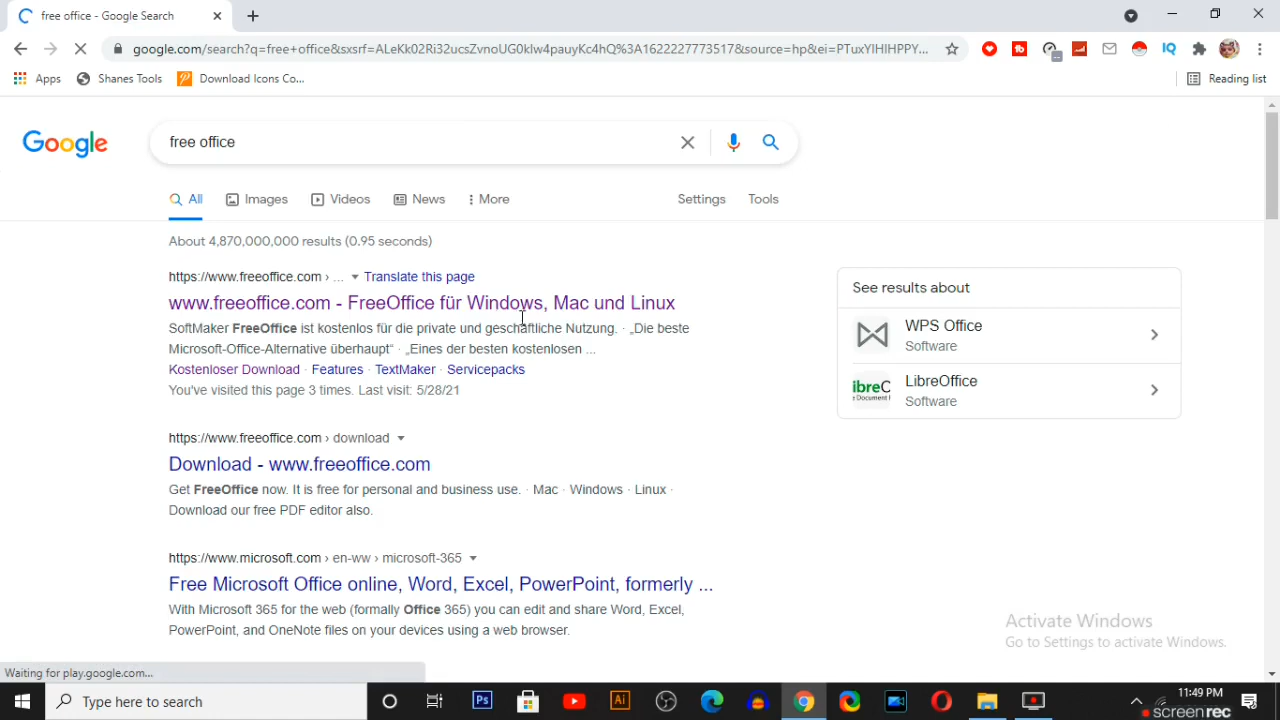 free office - Google Search
google.com/search?q=free+office&sxsrf=ALeKk02Ri32ucsZvnoUG0kIw4pauyKc4hQ%3A1622227773517&source=hp&ei=PTuxYIHIHPPY...
Apps Shanes Tools Download Icons Co... Reading list
Google free office
All Images Videos News More Settings Tools
About 4,870,000,000 results (0.95 seconds)
https://www.freeoffice.com › ... Translate this page
www.freeoffice.com - FreeOffice für Windows, Mac und Linux
SoftMaker FreeOffice ist kostenlos für die private und geschäftliche Nutzung. · „Die beste
Microsoft-Office-Alternative überhaupt“ · „Eines der besten kostenlosen ...
Kostenloser Download · Features · TextMaker · Servicepacks
You've visited this page 3 times. Last visit: 5/28/21
See results about
WPS Office
Software
LibreOffice
Software
ibreC
e Document F
https://www.freeoffice.com › download
Download - www.freeoffice.com
Get FreeOffice now. It is free for personal and business use. · Mac · Windows · Linux ·
Download our free PDF editor also.
https://www.microsoft.com › en-ww › microsoft-365
Free Microsoft Office online, Word, Excel, PowerPoint, formerly ...
With Microsoft 365 for the web (formally Office 365) you can edit and share Word, Excel,
PowerPoint, and OneNote files on your devices using a web browser.
Activate Windows
Go to Settings to activate Windows.
Waiting for play.google.com...
Type here to search
Ps
Ai
11:49 PM
screenrec